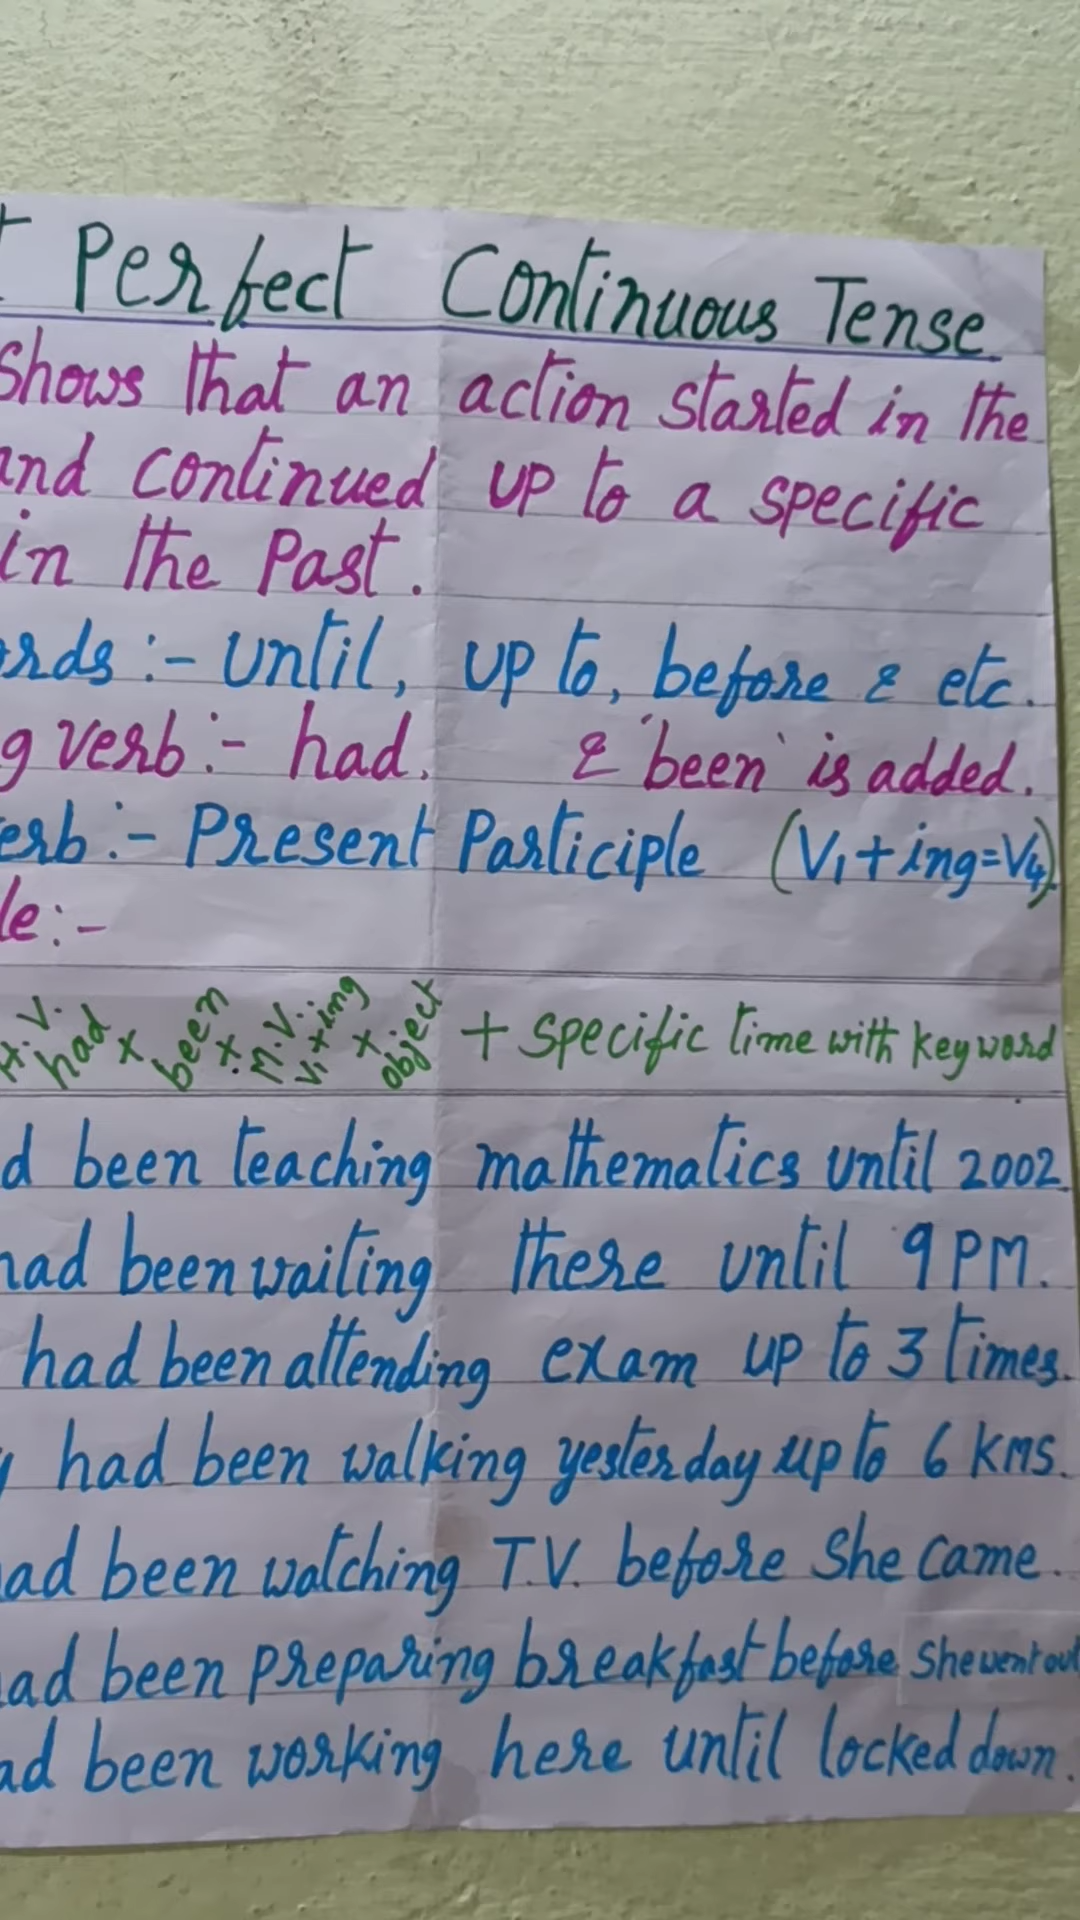 Perfect Continuous Tense
Shows that an action started in the
and continued up to a specific
in the Past.
ords :- until, up to, before & etc.
g verb :- had. & 'been' is added.
erb :- Present Participle (V1+ing=V4)
le :-
V. had × been × m.V. V1+ing × object + specific time with keyword
d been teaching mathematics until 2002.
had been waiting there until 9 PM.
had been attending exam up to 3 times.
y had been walking yesterday up to 6 KMS.
ad been watching T.V. before she came.
ad been preparing breakfast before she went out
ad been working here until locked down.